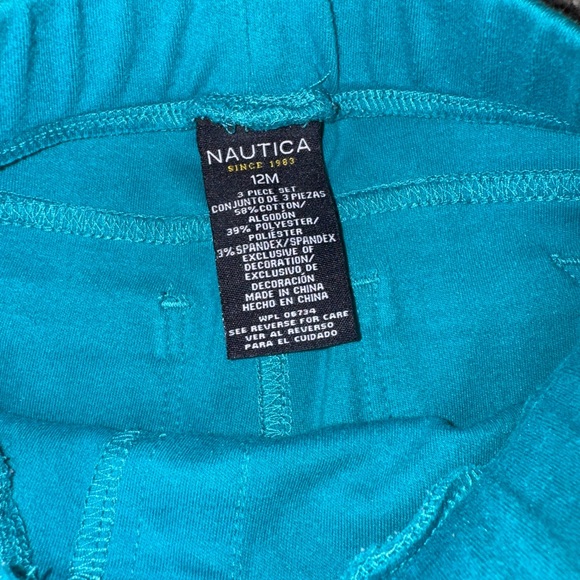 NAUTICA
SINCE 1983
12M
3 PIECE SET
CONJUNTO DE 3 PIEZAS
58% COTTON/
ALGODÓN
39% POLYESTER/
POLIÉSTER
3% SPANDEX/SPANDEX
EXCLUSIVE OF
DECORATION/
EXCLUSIVO DE
DECORACIÓN
MADE IN CHINA
HECHO EN CHINA
WPL 06734
SEE REVERSE FOR CARE
VER AL REVERSO
PARA EL CUIDADO